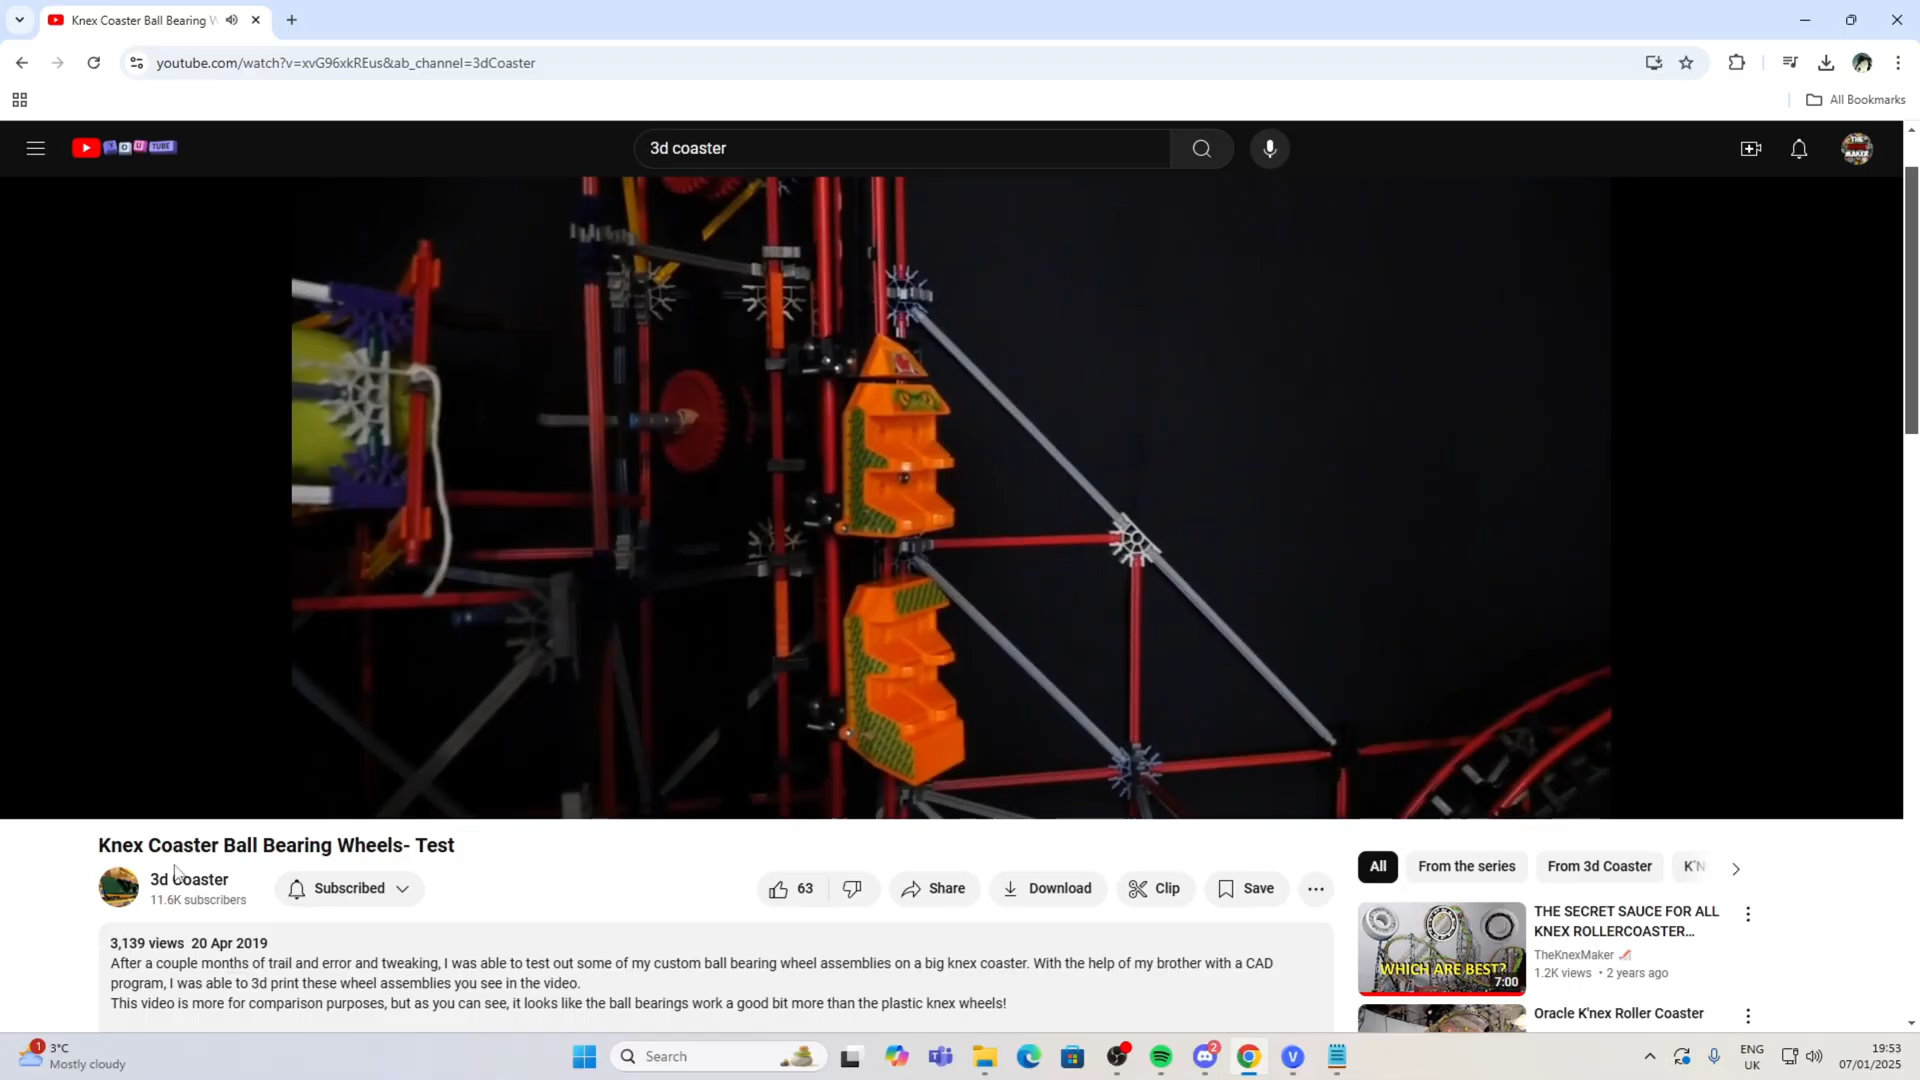 Knex Coaster Ball Bearing W
youtube.com/watch?v=xvG96xkREus&ab_channel=3dCoaster
All Bookmarks
YOU TUBE
3d coaster
THE
MAKER
Knex Coaster Ball Bearing Wheels- Test
3d Coaster
11.6K subscribers
Subscribed
63
Share
Download
Clip
Save
3,139 views 20 Apr 2019
After a couple months of trail and error and tweaking, I was able to test out some of my custom ball bearing wheel assemblies on a big knex coaster. With the help of my brother with a CAD
program, I was able to 3d print these wheel assemblies you see in the video.
This video is more for comparison purposes, but as you can see, it looks like the ball bearings work a good bit more than the plastic knex wheels!
All
From the series
From 3d Coaster
K'N
WHICH ARE BEST?
7:00
THE SECRET SAUCE FOR ALL
KNEX ROLLERCOASTER...
TheKnexMaker
1.2K views • 2 years ago
Oracle K'nex Roller Coaster
1
3°C
Mostly cloudy
Search
2
V
ENG
UK
19:53
07/01/2025